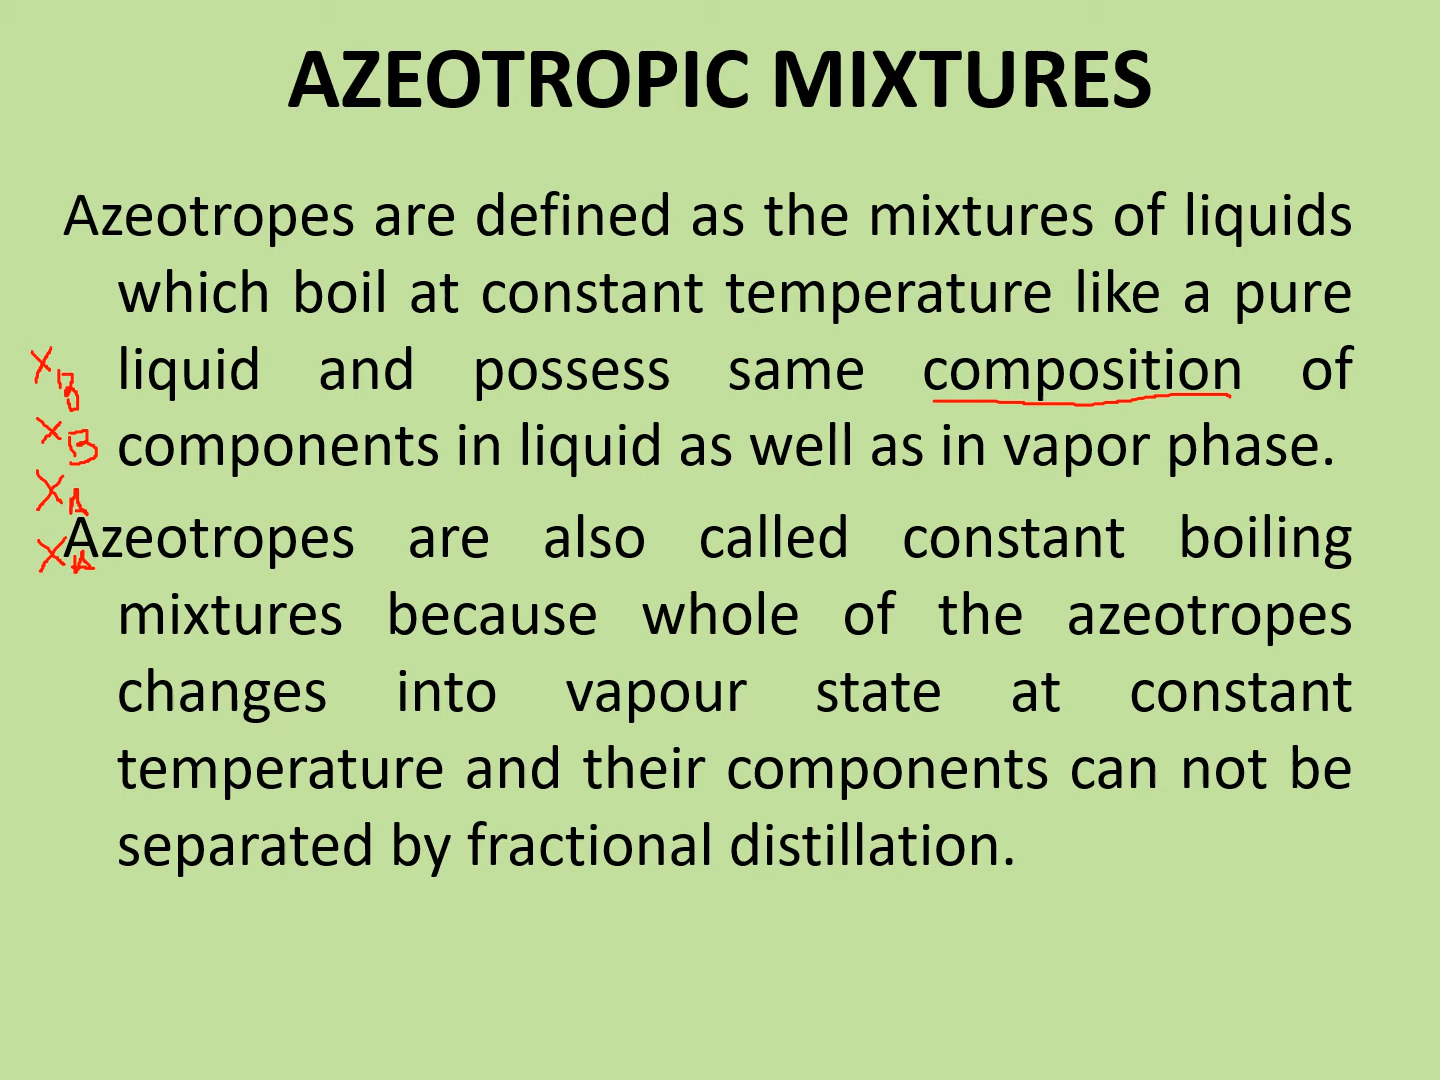 AZEOTROPIC MIXTURES
Azeotropes are defined as the mixtures of liquids
which boil at constant temperature like a pure
liquid and possess same composition of
components in liquid as well as in vapor phase.
Azeotropes are also called constant boiling
mixtures because whole of the azeotropes
changes into vapour state at constant
temperature and their components can not be
separated by fractional distillation.
X B
X B
X A
X A